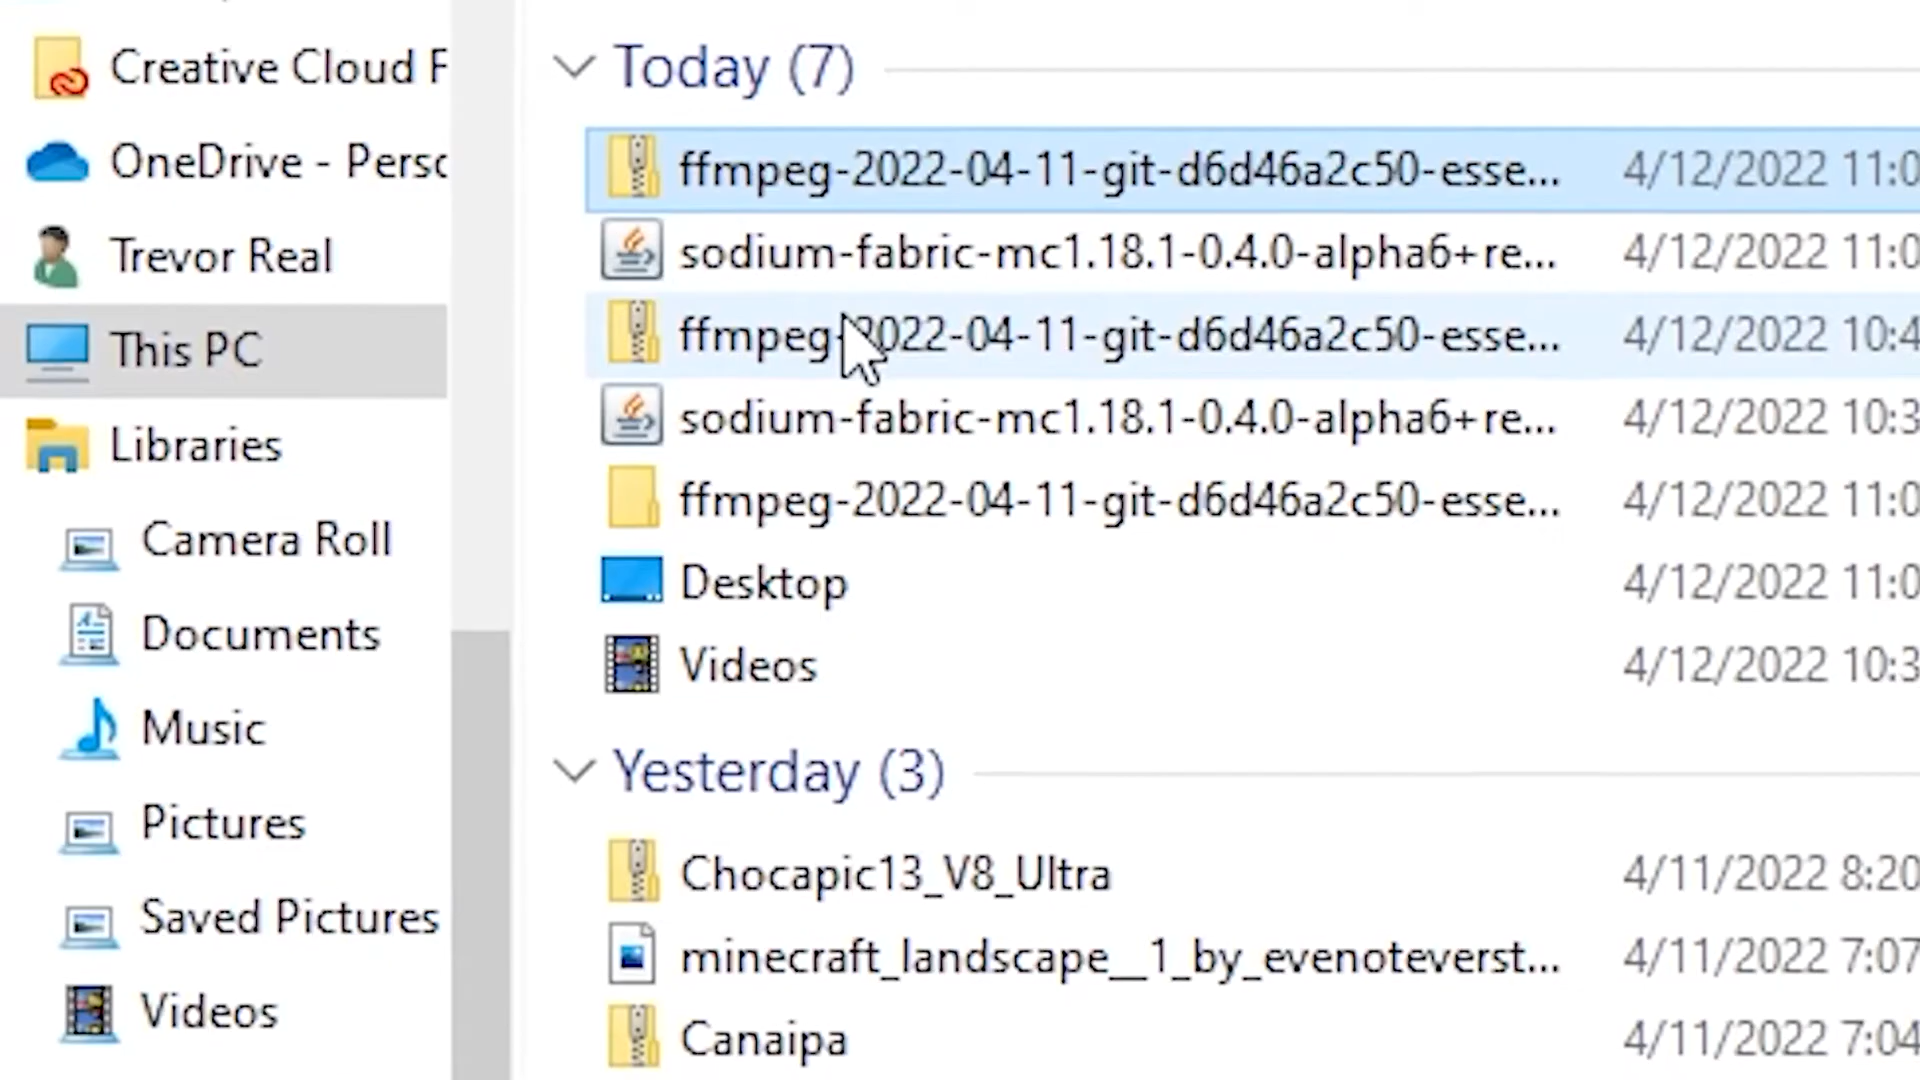 Creative Cloud F
OneDrive - Perso
Trevor Real
This PC
Libraries
Camera Roll
Documents
Music
Pictures
Saved Pictures
Videos
Today (7)
ffmpeg-2022-04-11-git-d6d46a2c50-esse... 4/12/2022 11:0
sodium-fabric-mc1.18.1-0.4.0-alpha6+re... 4/12/2022 11:0
ffmpeg-2022-04-11-git-d6d46a2c50-esse... 4/12/2022 10:4
sodium-fabric-mc1.18.1-0.4.0-alpha6+re... 4/12/2022 10:3
ffmpeg-2022-04-11-git-d6d46a2c50-esse... 4/12/2022 11:0
Desktop 4/12/2022 11:0
Videos 4/12/2022 10:3
Yesterday (3)
Chocapic13_V8_Ultra 4/11/2022 8:20
minecraft_landscape__1_by_evenoteverst... 4/11/2022 7:07
Canaipa 4/11/2022 7:04